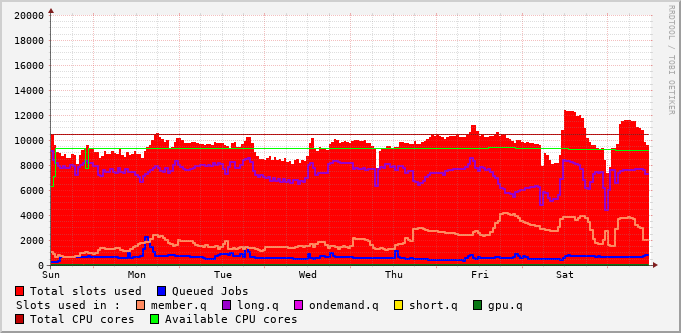 20000
18000
16000
14000
12000
10000
8000
6000
4000
2000
0
Sun Mon Tue Wed Thu Fri Sat
RRDTOOL / TOBI OETIKER
Total slots used Queued Jobs
Slots used in : member.q long.q ondemand.q short.q gpu.q
Total CPU cores Available CPU cores